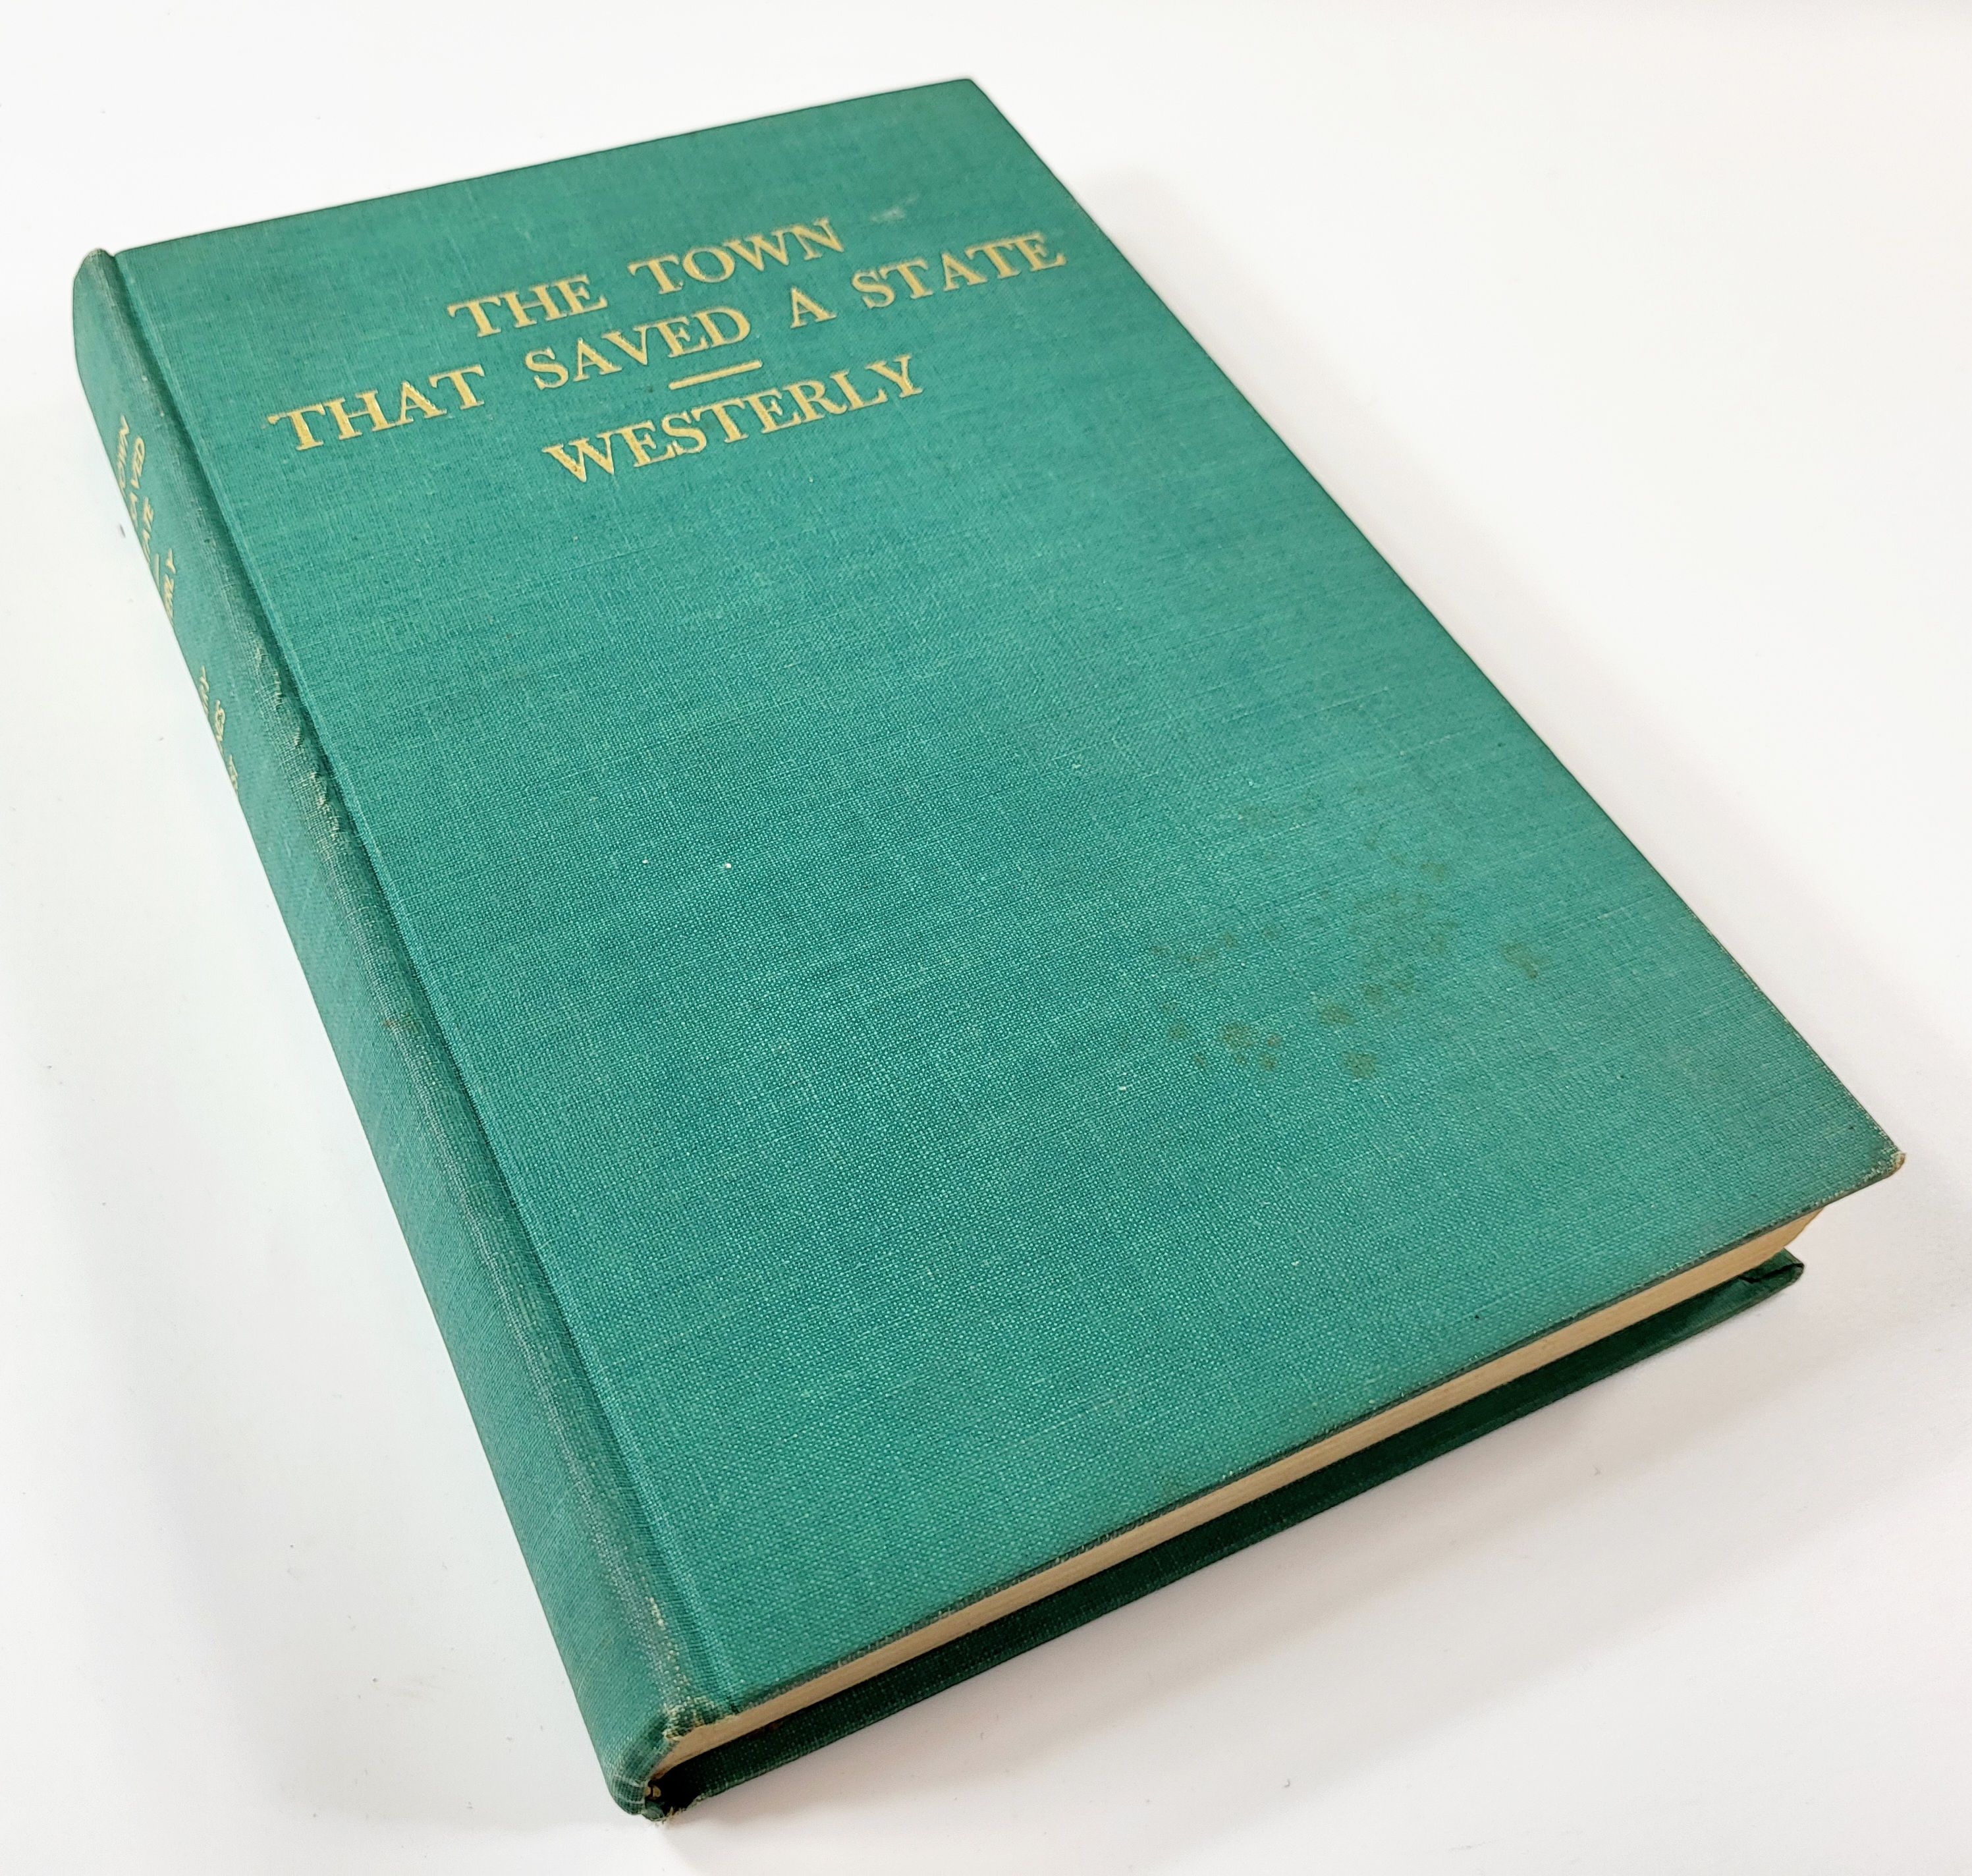 THE TOWN
THAT SAVED A STATE
WESTERLY